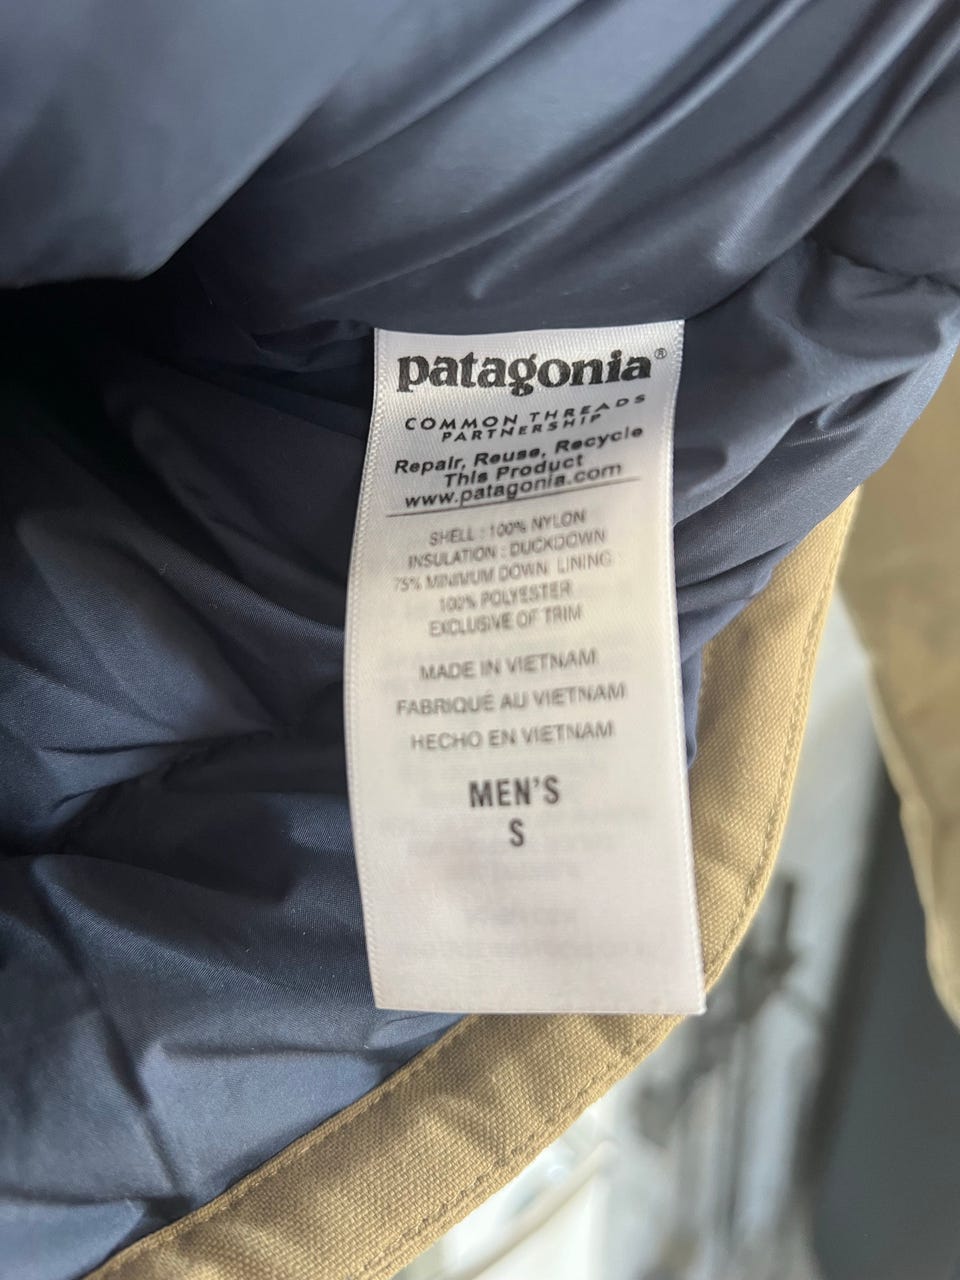 patagonia®
COMMON THREADS
PARTNERSHIP
Repair, Reuse, Recycle
This Product
www.patagonia.com
SHELL : 100% NYLON
INSULATION : DUCKDOWN
75% MINIMUM DOWN LINING
100% POLYESTER
EXCLUSIVE OF TRIM
MADE IN VIETNAM
FABRIQUÉ AU VIETNAM
HECHO EN VIETNAM
MEN'S
S